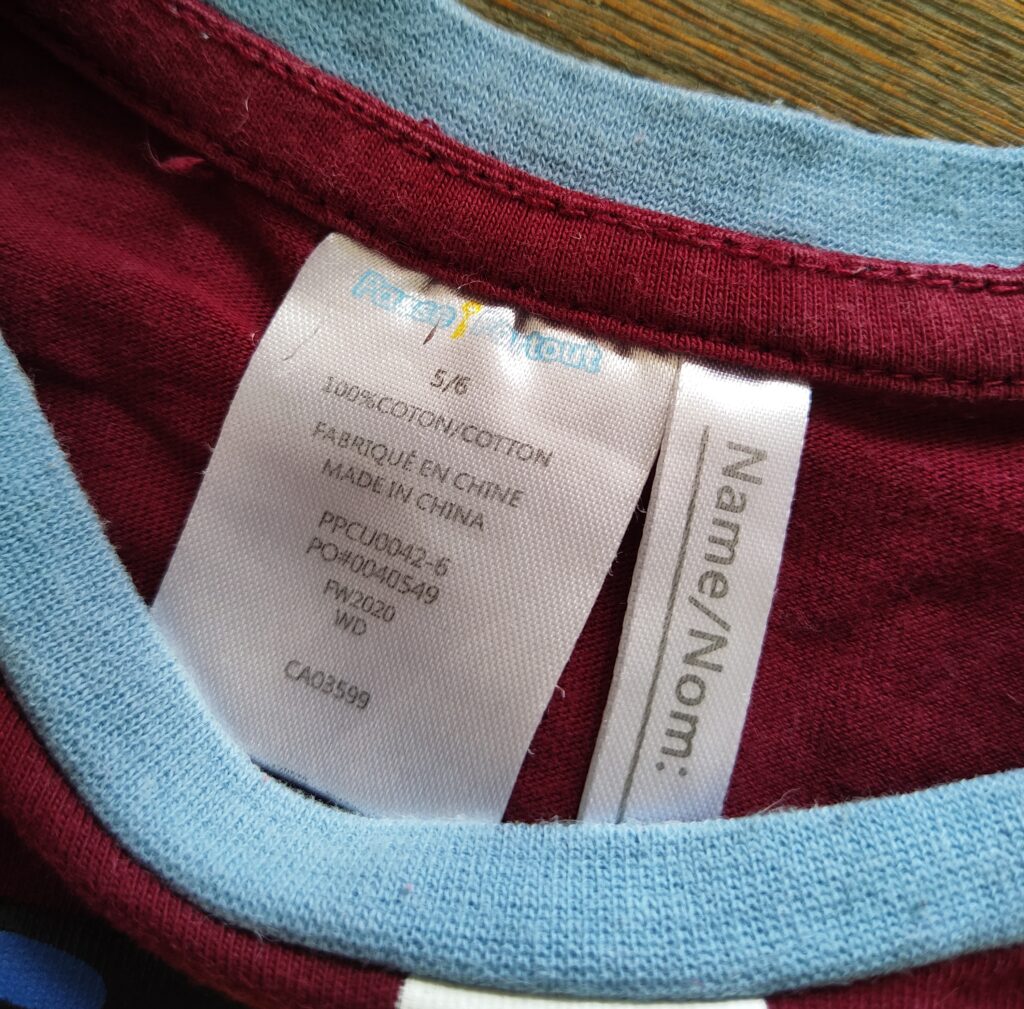 5/6
100%COTON/COTTON
FABRIQUÉ EN CHINE
MADE IN CHINA
PPCU0042-6
PO#0040549
FW2020
WD
CA03599
Name/Nom: